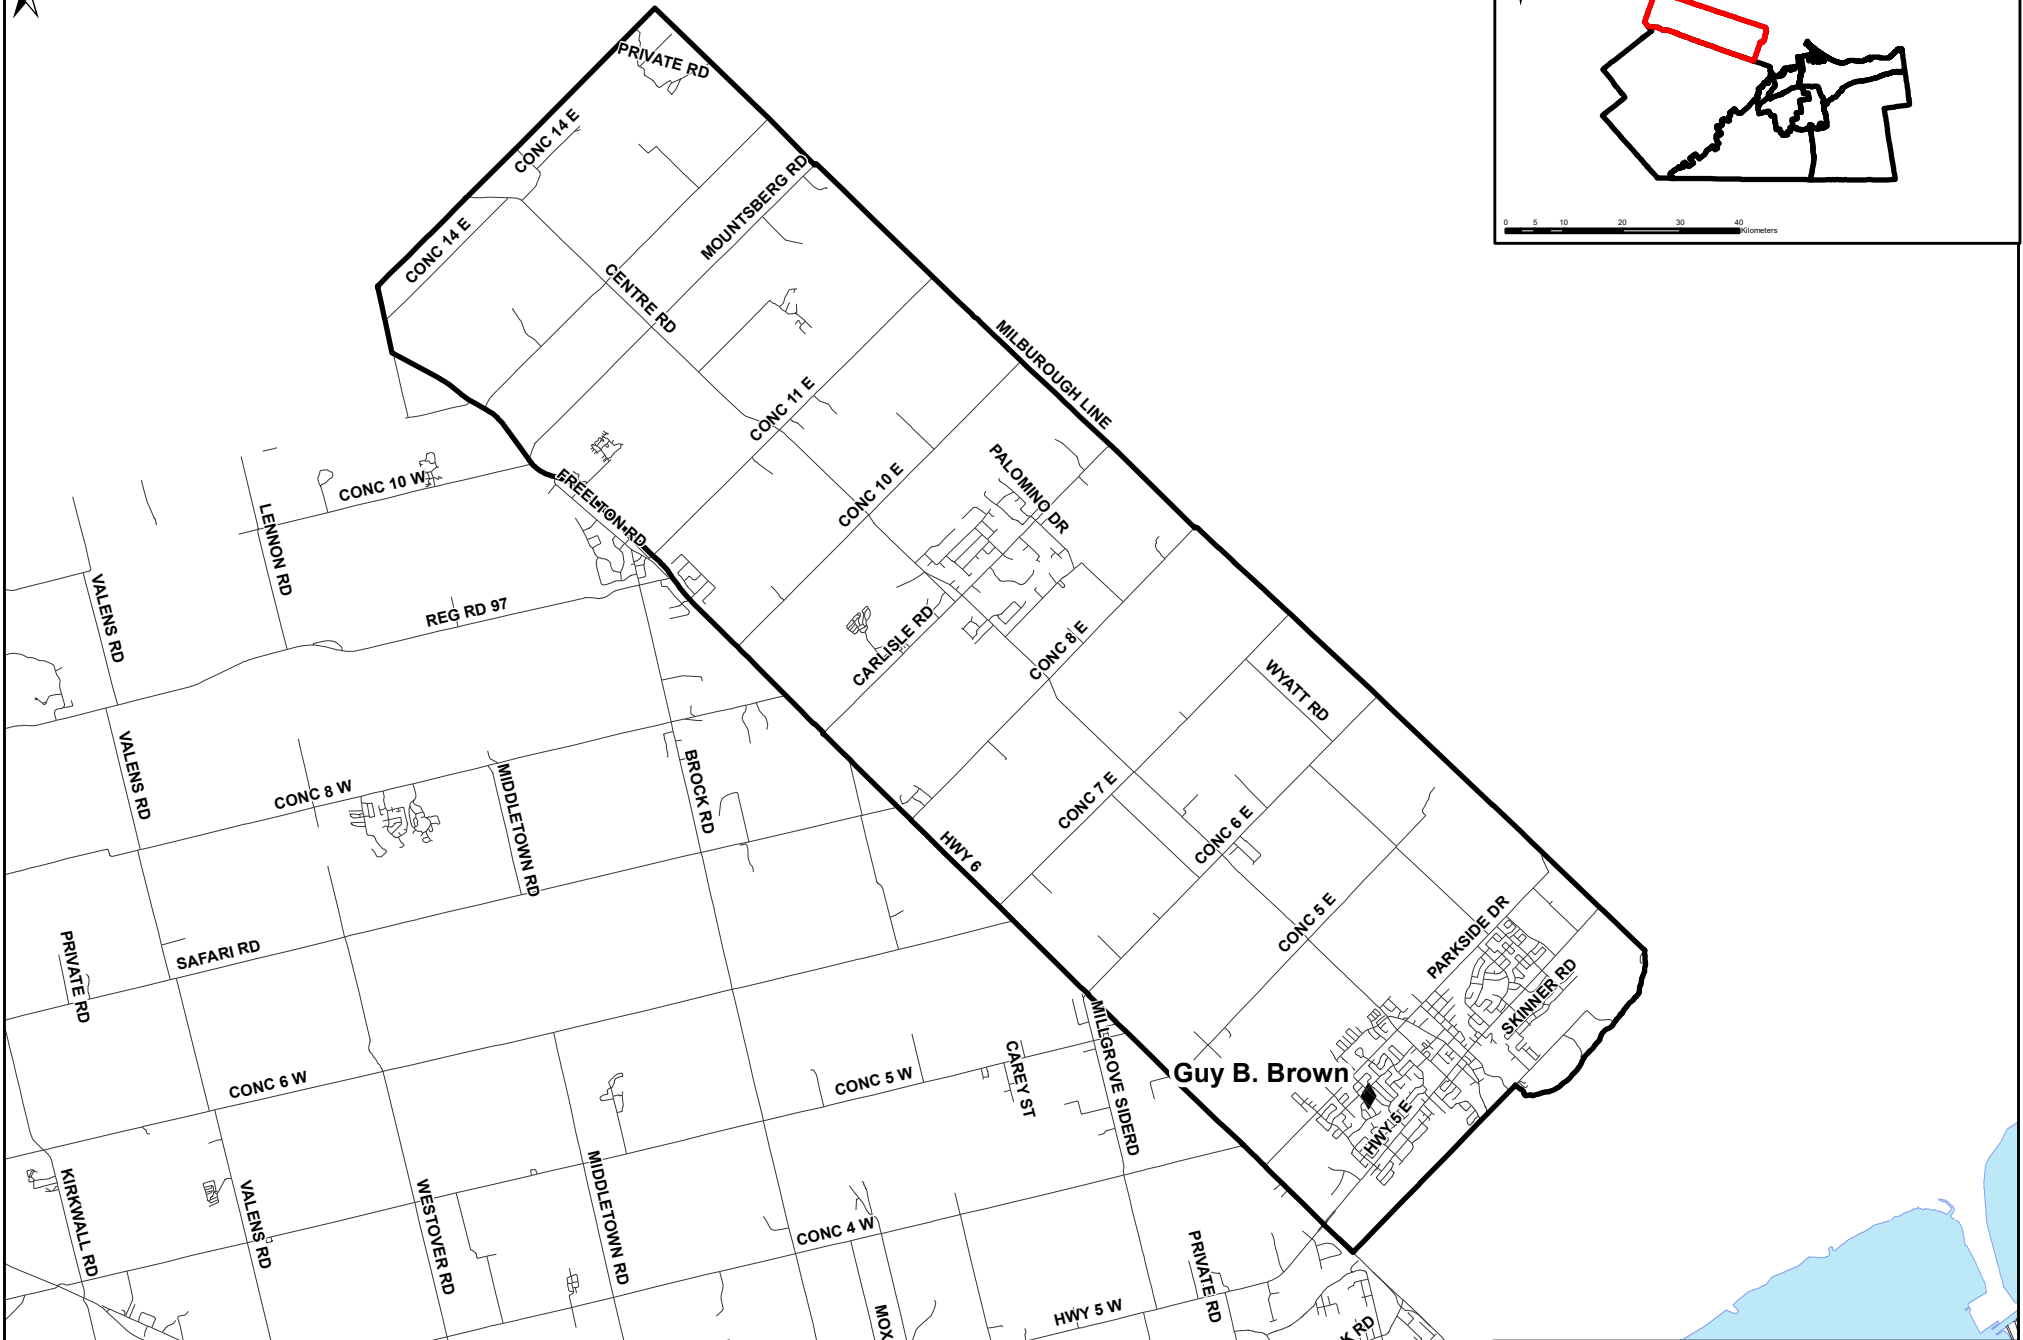 PRIVATE RD
0 5 10 20 30 40
Kilometers
CONC 14 E
MOUNTSBERG RD
CONC 14 E
CENTRE RD
MILBOROUGH LINE
CONC 11 E
PALOMINO DR
CONC 10 E
CONC 10 W
FREELTON RD
LENNON RD
VALENS RD
REG RD 97
CARLISLE RD
CONC 8 E
WYATT RD
VALENS RD
BROCK RD
CONC 8 W
MIDDLETOWN RD
CONC 7 E
CONC 6 E
HWY 6
CONC 5 E
PARKSIDE DR
PRIVATE RD
SAFARI RD
SKINNER RD
MILLGROVE SIDERD
CAREY ST
Guy B. Brown
CONC 5 W
CONC 6 W
HWY 5 E
KIRKWALL RD
VALENS RD
WESTOVER RD
MIDDLETOWN RD
CONC 4 W
PRIVATE RD
HWY 5 W
MOX
K RD